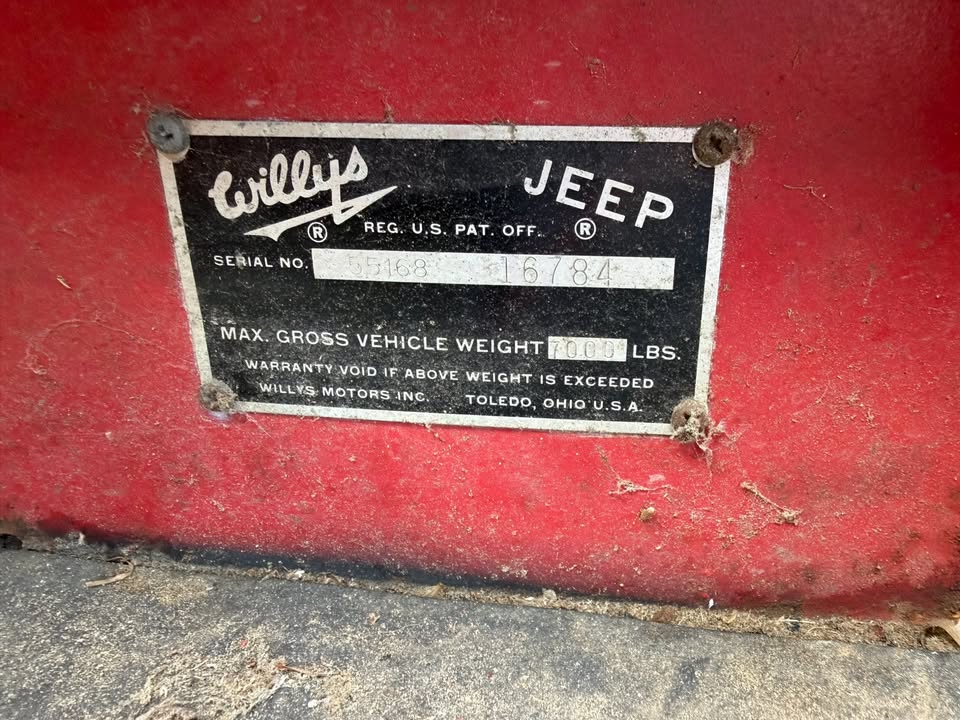 Willys JEEP
® REG. U.S. PAT. OFF. ®
SERIAL NO. 55168 16784
MAX. GROSS VEHICLE WEIGHT 7000 LBS.
WARRANTY VOID IF ABOVE WEIGHT IS EXCEEDED
WILLYS MOTORS INC. TOLEDO, OHIO U.S.A.